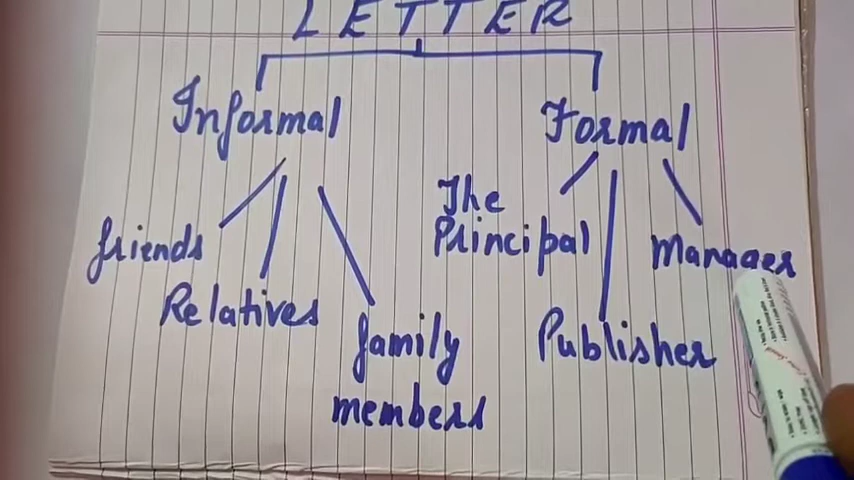 LETTER
Informal
Formal
friends
Relatives
family
members
The
Principal
Publisher
Manager